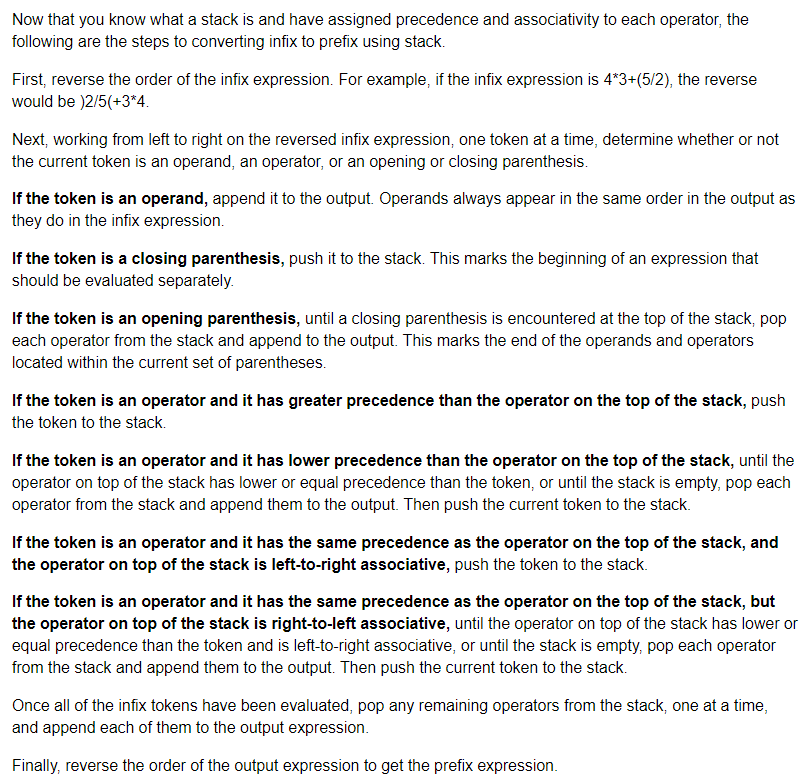 Now that you know what a stack is and have assigned precedence and associativity to each operator, the
following are the steps to converting infix to prefix using stack.
First, reverse the order of the infix expression. For example, if the infix expression is 4*3+(5/2), the reverse
would be )2/5(+3*4.
Next, working from left to right on the reversed infix expression, one token at a time, determine whether or not
the current token is an operand, an operator, or an opening or closing parenthesis.
If the token is an operand, append it to the output. Operands always appear in the same order in the output as
they do in the infix expression.
If the token is a closing parenthesis, push it to the stack. This marks the beginning of an expression that
should be evaluated separately.
If the token is an opening parenthesis, until a closing parenthesis is encountered at the top of the stack, pop
each operator from the stack and append to the output. This marks the end of the operands and operators
located within the current set of parentheses.
If the token is an operator and it has greater precedence than the operator on the top of the stack, push
the token to the stack.
If the token is an operator and it has lower precedence than the operator on the top of the stack, until the
operator on top of the stack has lower or equal precedence than the token, or until the stack is empty, pop each
operator from the stack and append them to the output. Then push the current token to the stack.
If the token is an operator and it has the same precedence as the operator on the top of the stack, and
the operator on top of the stack is left-to-right associative, push the token to the stack.
If the token is an operator and it has the same precedence as the operator on the top of the stack, but
the operator on top of the stack is right-to-left associative, until the operator on top of the stack has lower or
equal precedence than the token and is left-to-right associative, or until the stack is empty, pop each operator
from the stack and append them to the output. Then push the current token to the stack.
Once all of the infix tokens have been evaluated, pop any remaining operators from the stack, one at a time,
and append each of them to the output expression.
Finally, reverse the order of the output expression to get the prefix expression.